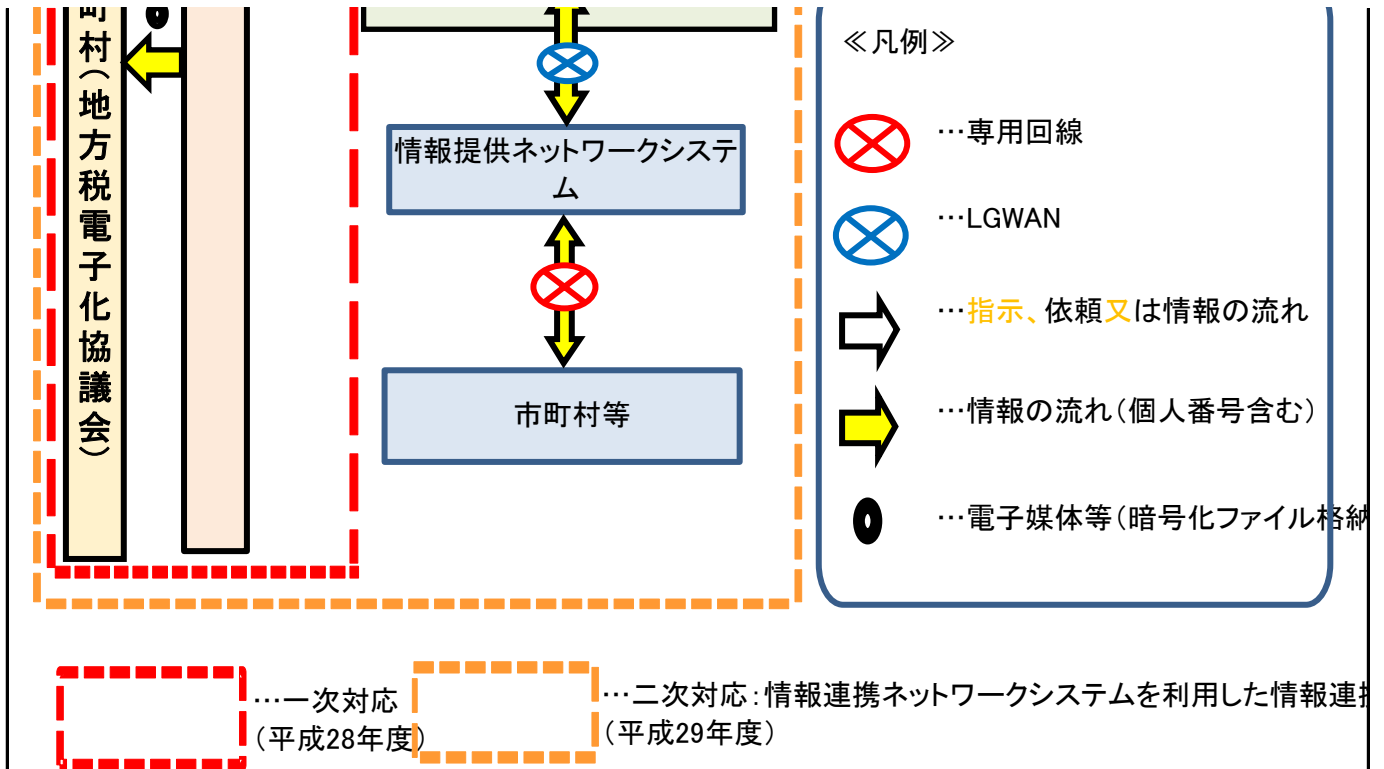 町村（地方税電子化協議会）
情報提供ネットワークシステ
ム
市町村等
≪凡例≫
…専用回線
…LGWAN
…指示、依頼又は情報の流れ
…情報の流れ（個人番号含む）
…電子媒体等（暗号化ファイル格納
…一次対応
（平成28年度）
…二次対応：情報連携ネットワークシステムを利用した情報連
（平成29年度）